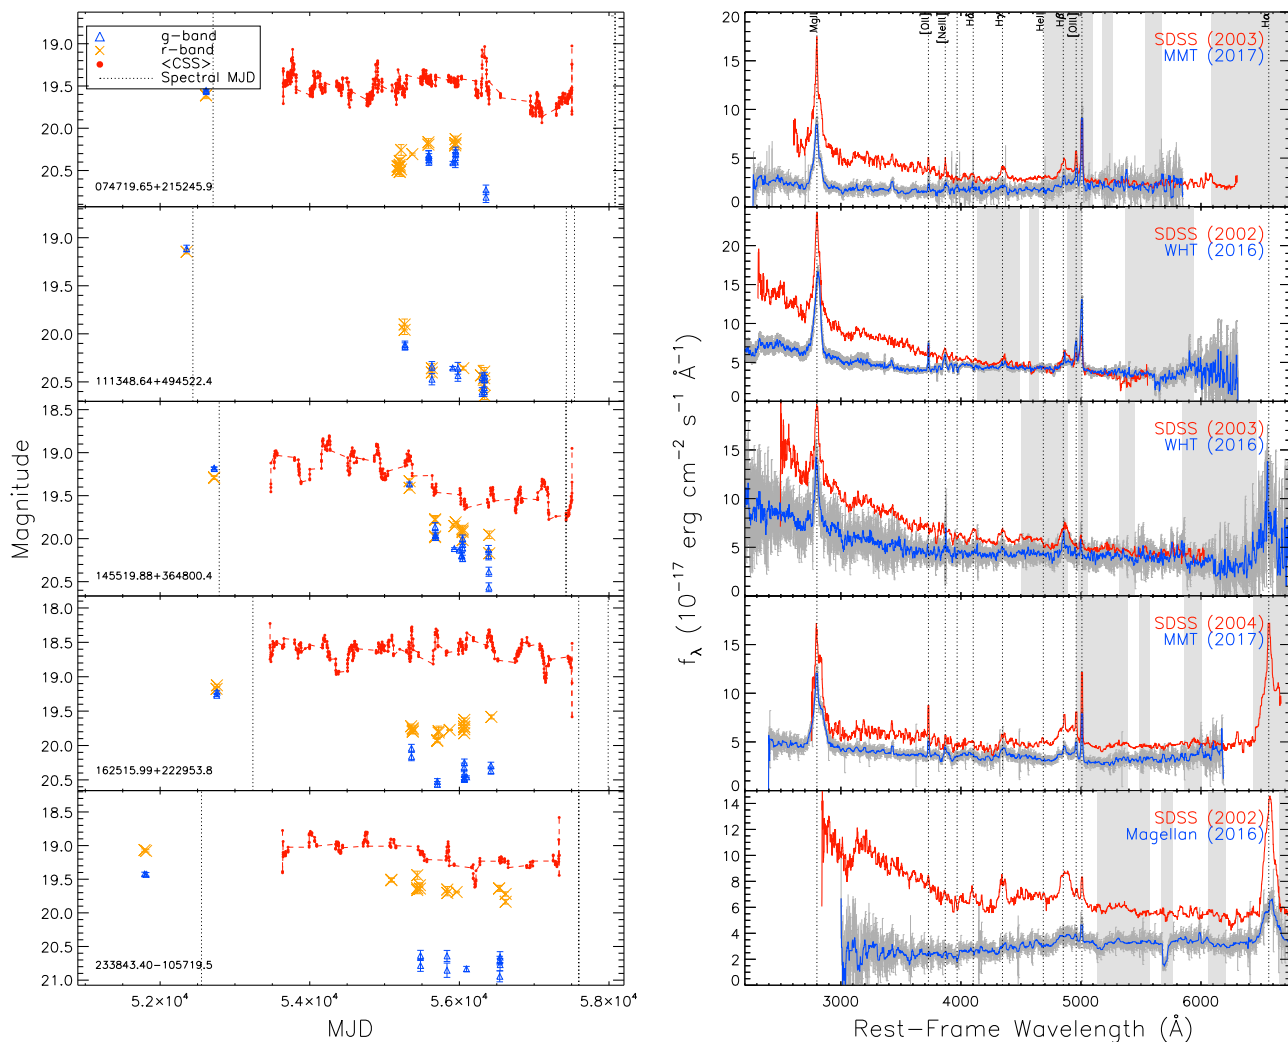 g-band
r-band
<CSS>
Spectral MJD
19.0
19.5
20.0
20.5
074719.65+215245.9
19.0
19.5
20.0
20.5
111348.64+494522.4
18.5
19.0
19.5
20.0
20.5
145519.88+364800.4
18.0
18.5
19.0
19.5
20.0
20.5
162515.99+222953.8
18.5
19.0
19.5
20.0
20.5
21.0
233843.40-105719.5
5.2×10⁴
5.4×10⁴
5.6×10⁴
5.8×10⁴
MJD
Magnitude
MgII
[OII]
[NeIII]
Hδ
Hγ
HeII
Hβ
[OIII]
Hα
SDSS (2003)
MMT (2017)
20
15
10
5
0
SDSS (2002)
WHT (2016)
20
15
10
5
0
SDSS (2003)
WHT (2016)
15
10
5
0
SDSS (2004)
MMT (2017)
15
10
5
0
SDSS (2002)
Magellan (2016)
14
12
10
8
6
4
2
0
3000
4000
5000
6000
Rest-Frame Wavelength (Å)
f_λ (10⁻¹⁷ erg cm⁻² s⁻¹ Å⁻¹)